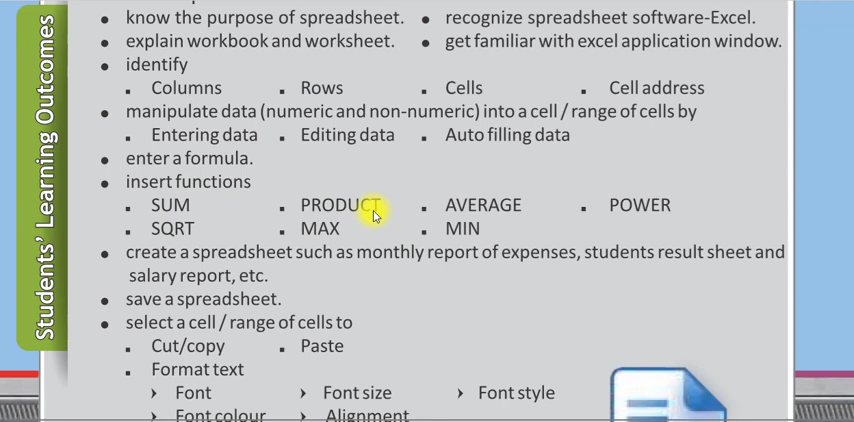 Students' Learning Outcomes
● know the purpose of spreadsheet. ● recognize spreadsheet software-Excel.
● explain workbook and worksheet. ● get familiar with excel application window.
● identify
▪ Columns ▪ Rows ▪ Cells ▪ Cell address
● manipulate data (numeric and non-numeric) into a cell / range of cells by
▪ Entering data ▪ Editing data ▪ Auto filling data
● enter a formula.
● insert functions
▪ SUM ▪ PRODUCT ▪ AVERAGE ▪ POWER
▪ SQRT ▪ MAX ▪ MIN
● create a spreadsheet such as monthly report of expenses, students result sheet and
salary report, etc.
● save a spreadsheet.
● select a cell / range of cells to
▪ Cut/copy ▪ Paste
▪ Format text
› Font › Font size › Font style
› Font colour › Alignment